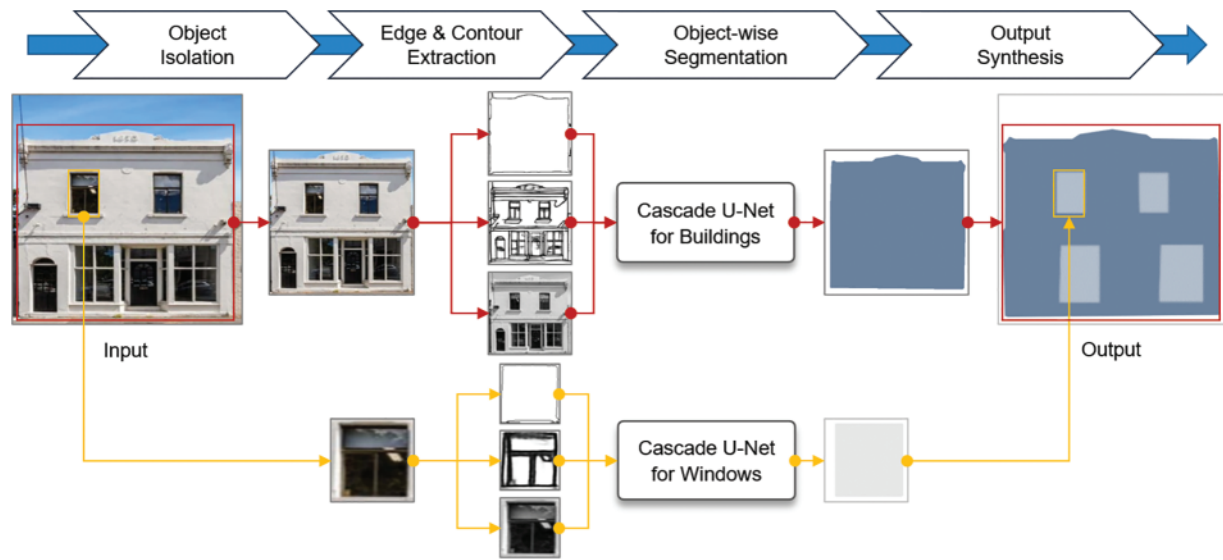 Object
Isolation
Edge & Contour
Extraction
Object-wise
Segmentation
Output
Synthesis
Cascade U-Net
for Buildings
Input
Output
Cascade U-Net
for Windows